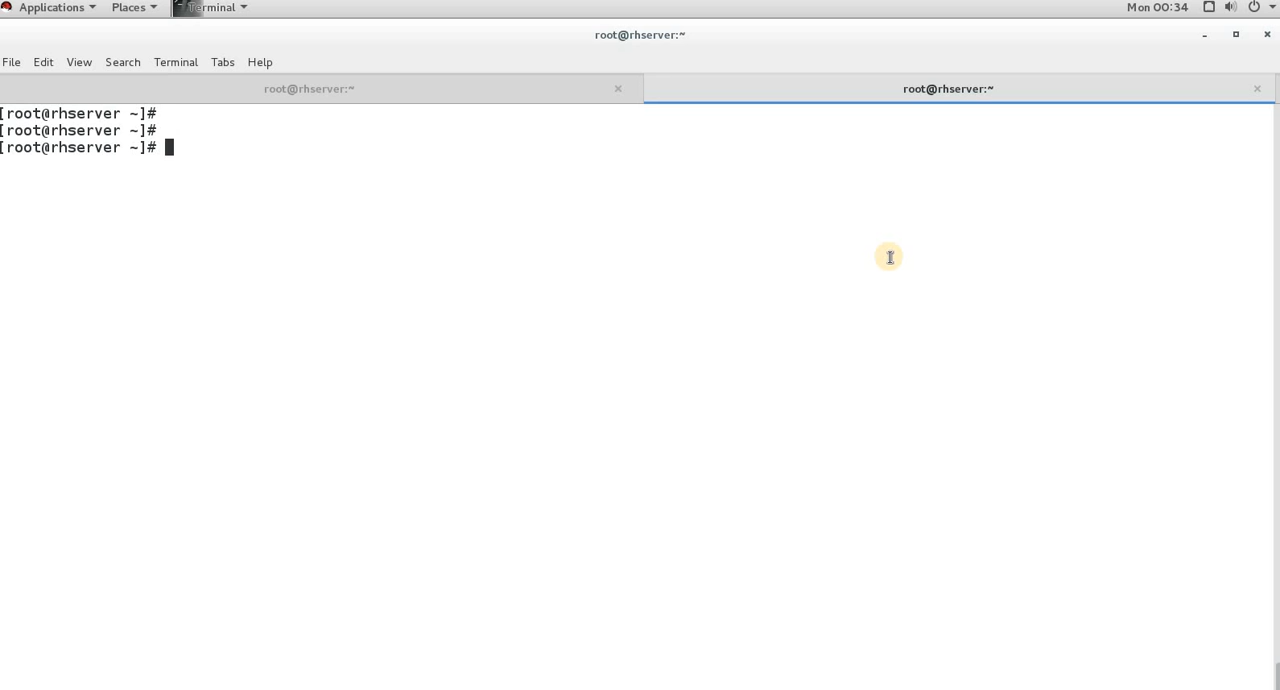 Applications Places Terminal Mon 00:34
root@rhserver:~
File Edit View Search Terminal Tabs Help
root@rhserver:~ root@rhserver:~
[root@rhserver ~]#
[root@rhserver ~]#
[root@rhserver ~]#